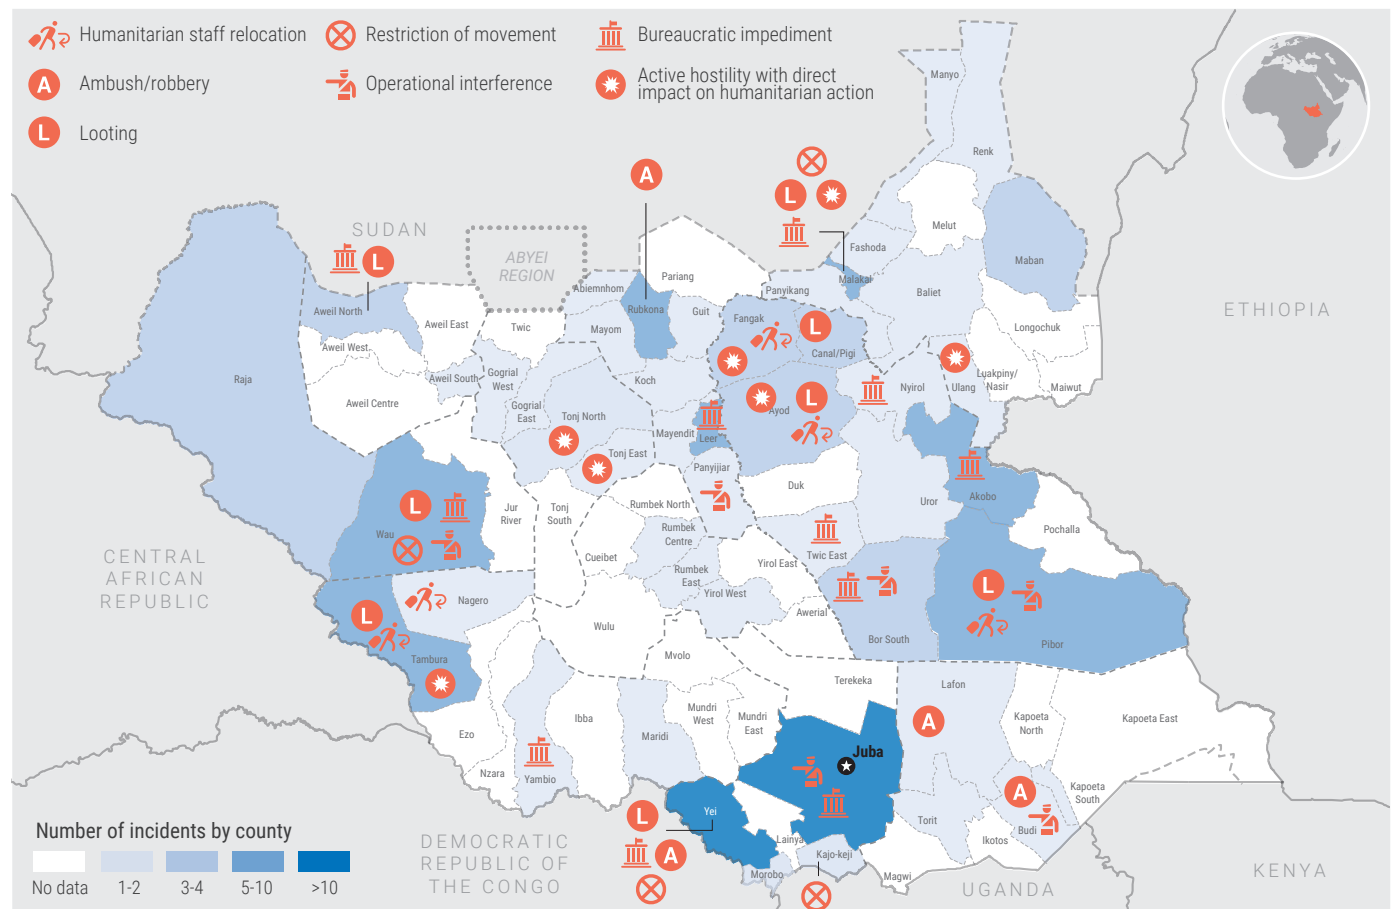 Humanitarian staff relocation
Restriction of movement
Bureaucratic impediment
A
Ambush/robbery
Operational interference
Active hostility with direct
impact on humanitarian action
L
Looting
Manyo
Renk
A
L
SUDAN
L
ABYEI
REGION
Melut
Fashoda
Maban
Pariang
Abiemnhom
Malakal
Panyikang
Baliet
ETHIOPIA
Aweil North
Rubkona
Guit
Fangak
L
Aweil East
Twic
Mayom
Longochuk
Aweil West
Canal/Pigi
Raja
Aweil South
Gogrial
West
Koch
Nyirol
Ulang
Luakpiny/
Nasir
Maiwut
Aweil Centre
Gogrial
East
Tonj North
L
Ayod
Mayendit
Leer
Tonj East
Panyijiar
Duk
Akobo
Uror
L
Jur
River
Tonj
South
Rumbek North
Wau
Rumbek
Centre
Pochalla
CENTRAL
AFRICAN
REPUBLIC
Cueibet
Twic East
Yirol East
Rumbek
East
Yirol West
L
Nagero
L
Awerial
Wulu
Bor South
Pibor
Tambura
Mvolo
Terekeka
Lafon
Mundri
West
Mundri
East
Ibba
Kapoeta
North
Kapoeta East
A
Ezo
Maridi
Juba
Nzara
Yambio
Kapoeta
South
A
Yei
L
Torit
Budi
Number of incidents by county
Lainya
Ikotos
DEMOCRATIC
REPUBLIC OF
THE CONGO
A
Kajo-keji
Morobo
Magwi
KENYA
No data
1-2
3-4
5-10
>10
UGANDA